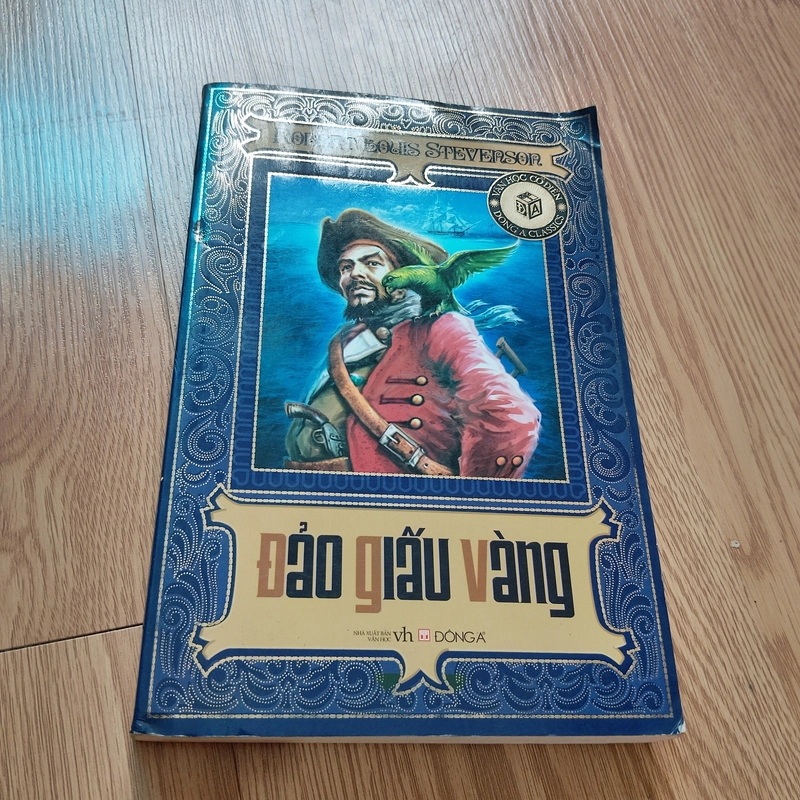 Robert Louis Stevenson
VĂN HỌC CỔ ĐIỂN
ĐA
ĐÔNG A CLASSICS
Đảo giấu vàng
NHÀ XUẤT BẢN
VĂN HỌC
vh
ĐÔNG A